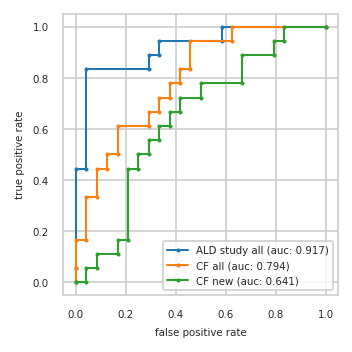 1.0
0.8
0.6
0.4
0.2
0.0
true positive rate
ALD study all (auc: 0.917)
CF all (auc: 0.794)
CF new (auc: 0.641)
0.0 0.2 0.4 0.6 0.8 1.0
false positive rate